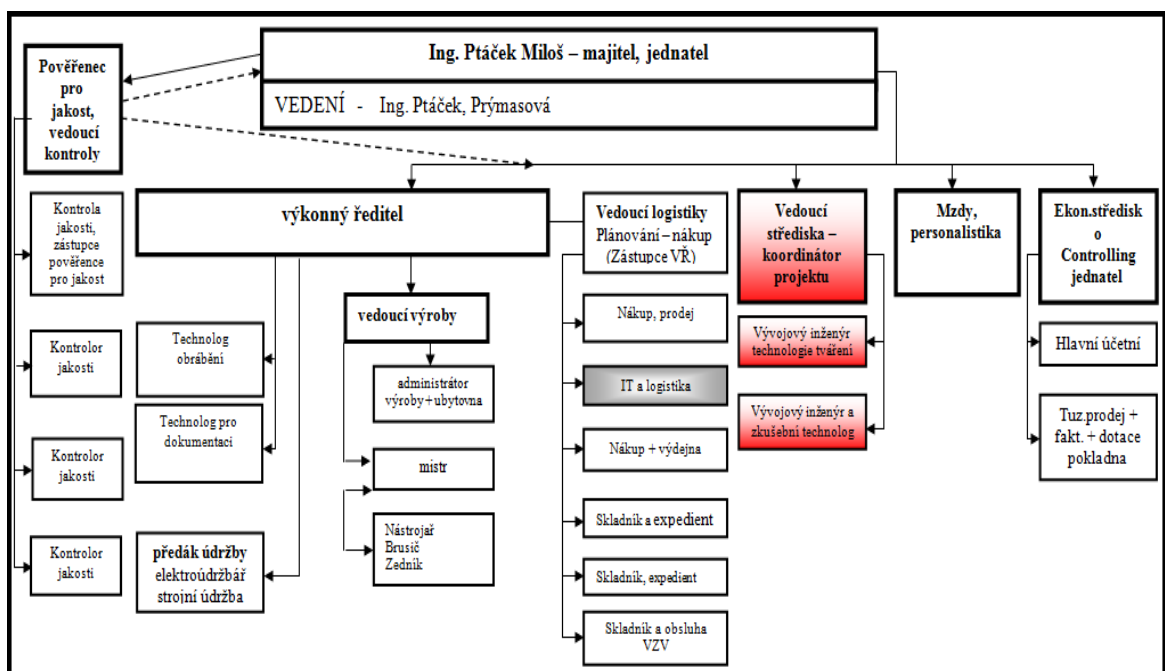 Ing. Ptáček Miloš – majitel, jednatel
VEDENÍ - Ing. Ptáček, Prýmasová
Pověřenec
pro
jakost,
vedoucí
kontroly
Kontrola
jakosti,
zástupce
pověřence
pro jakost
Kontrolor
jakosti
Kontrolor
jakosti
Kontrolor
jakosti
výkonný ředitel
Technolog
obrábění
Technolog pro
dokumentaci
předák údržby
elektroúdržbář
strojní údržba
vedoucí výroby
administrátor
výroby+ubytovna
mistr
Nástrojař
Brusič
Zedník
Vedoucí logistiky
Plánování – nákup
(Zástupce VŘ)
Nákup, prodej
IT a logistika
Nákup + výdejna
Skladník a expedient
Skladník, expedient
Skladník a obsluha
VZV
Vedoucí
střediska –
koordinátor
projektu
Vývojový inženýr
technologie tváření
Vývojový inženýr a
zkušební technolog
Mzdy,
personalistika
Ekon.středisk
o
Controlling
jednatel
Hlavní účetní
Tuz.prodej +
fakt. + dotace
pokladna